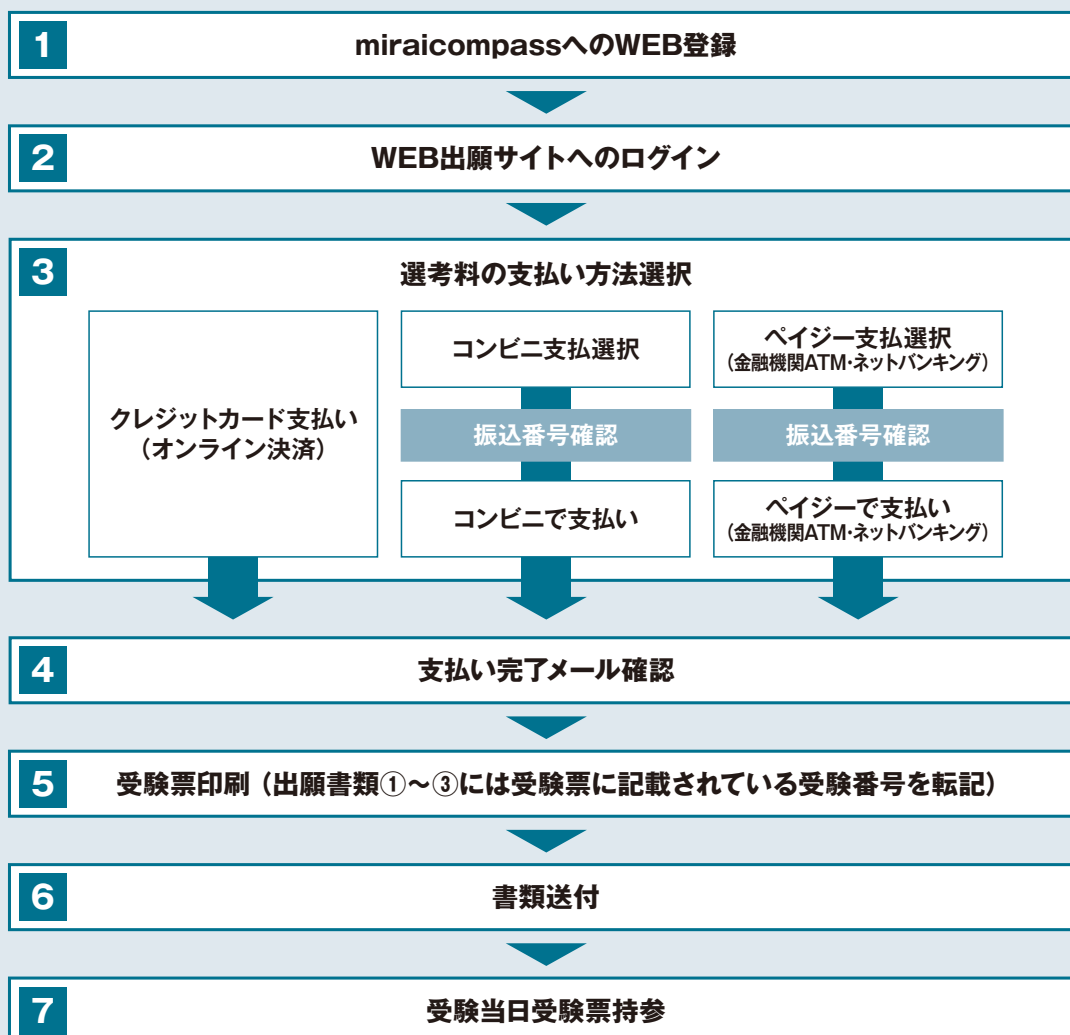 1 miraicompassへのWEB登録
2 WEB出願サイトへのログイン
3 選考料の支払い方法選択
クレジットカード支払い
（オンライン決済）
コンビニ支払選択
振込番号確認
コンビニで支払い
ペイジー支払選択
（金融機関ATM・ネットバンキング）
振込番号確認
ペイジーで支払い
（金融機関ATM・ネットバンキング）
4 支払い完了メール確認
5 受験票印刷（出願書類①～③には受験票に記載されている受験番号を転記）
6 書類送付
7 受験当日受験票持参